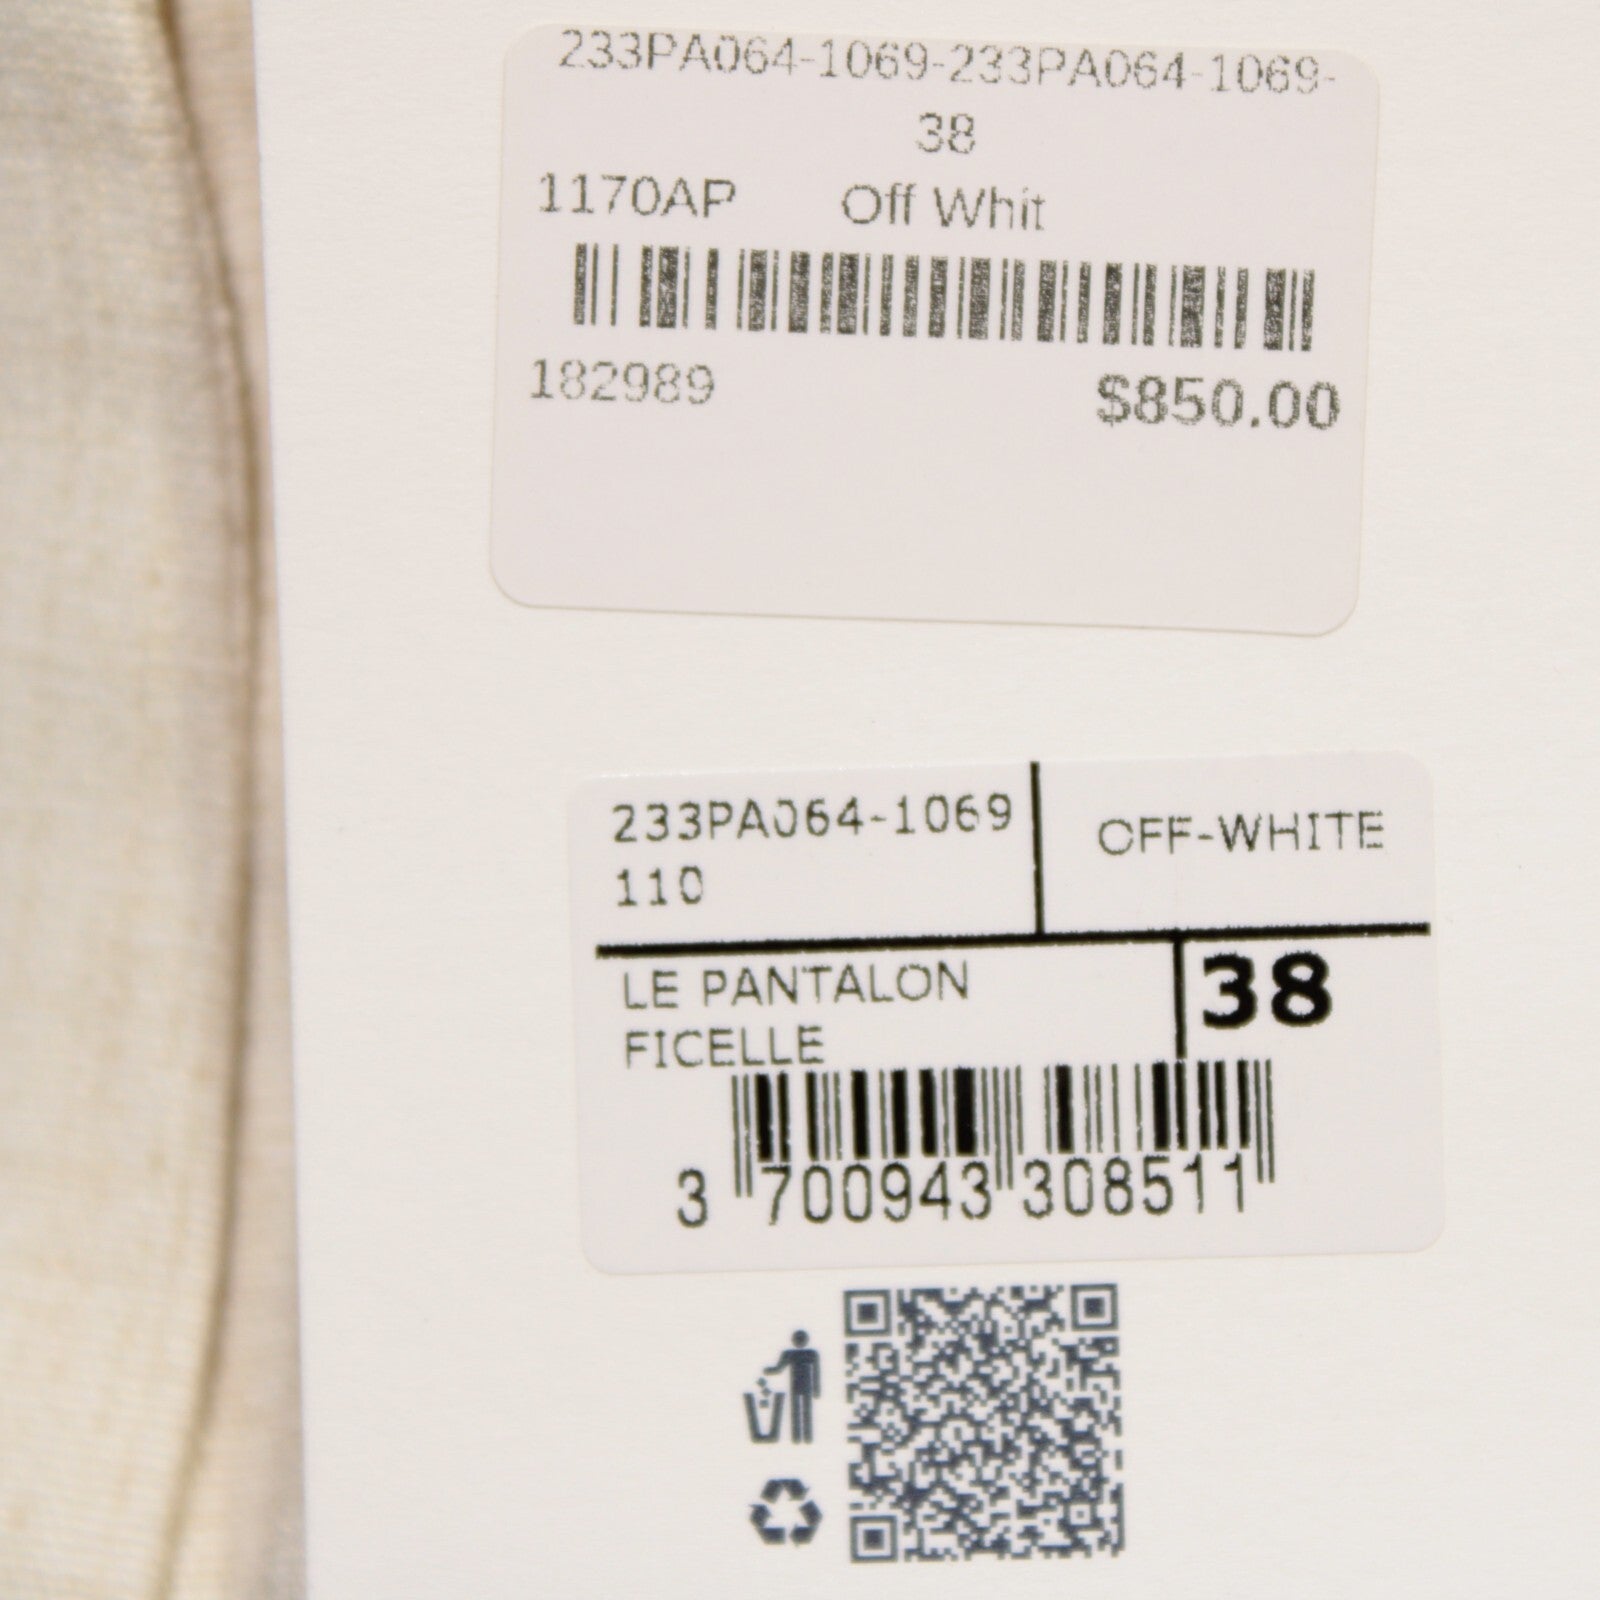 233PA064-1069-233PA064-1069-
38
1170AP Off Whit
182989 $850.00
233PA064-1069 OFF-WHITE
110
LE PANTALON 38
FICELLE
3 700943 308511